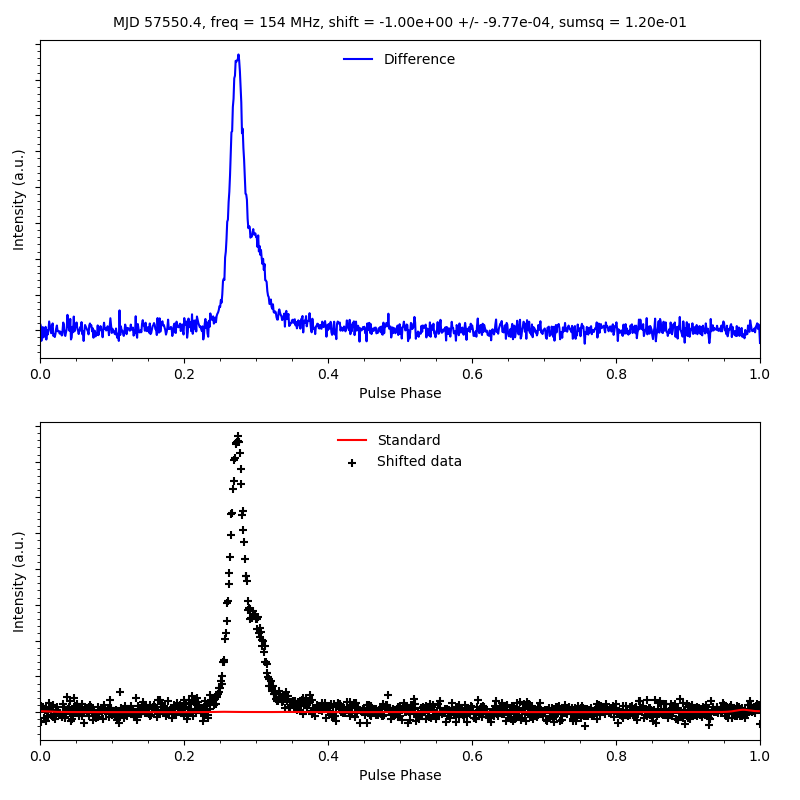 MJD 57550.4, freq = 154 MHz, shift = -1.00e+00 +/- -9.77e-04, sumsq = 1.20e-01
Difference
Intensity (a.u.)
0.0 0.2 0.4 0.6 0.8 1.0
Pulse Phase
Standard
Shifted data
Intensity (a.u.)
0.0 0.2 0.4 0.6 0.8 1.0
Pulse Phase